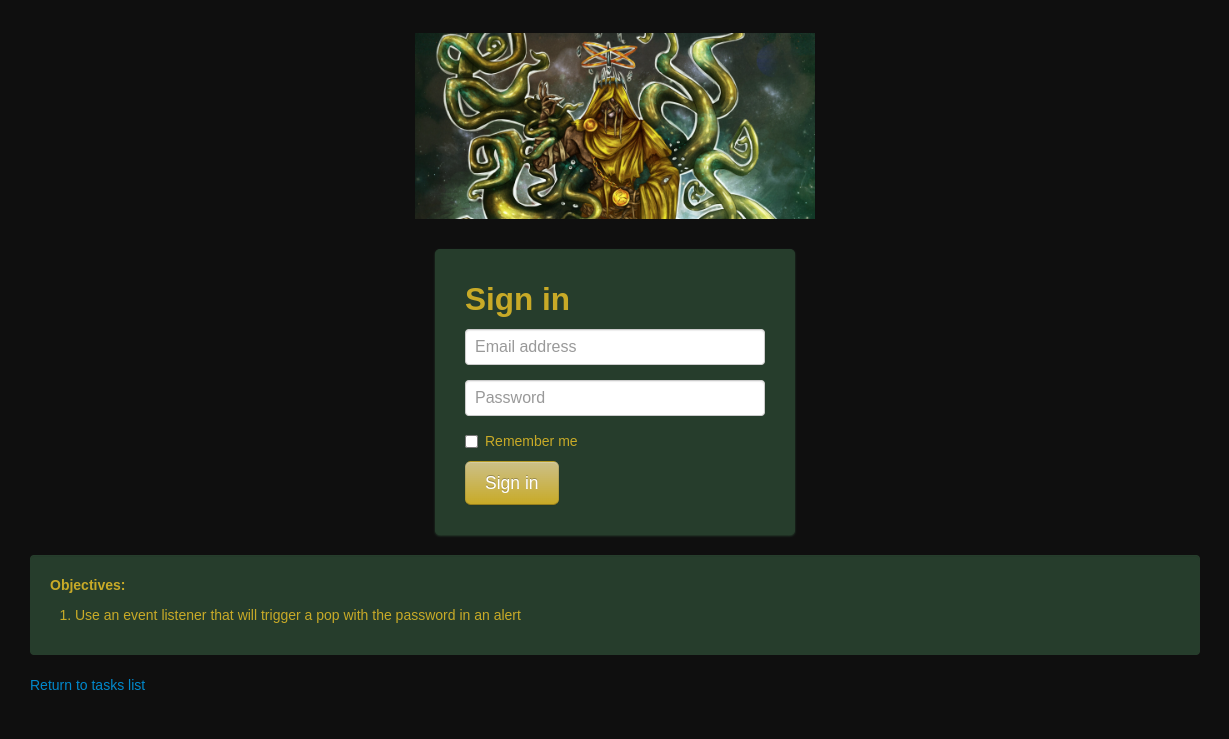 Sign in
Email address
Password
Remember me
Sign in
Objectives:
1. Use an event listener that will trigger a pop with the password in an alert
Return to tasks list